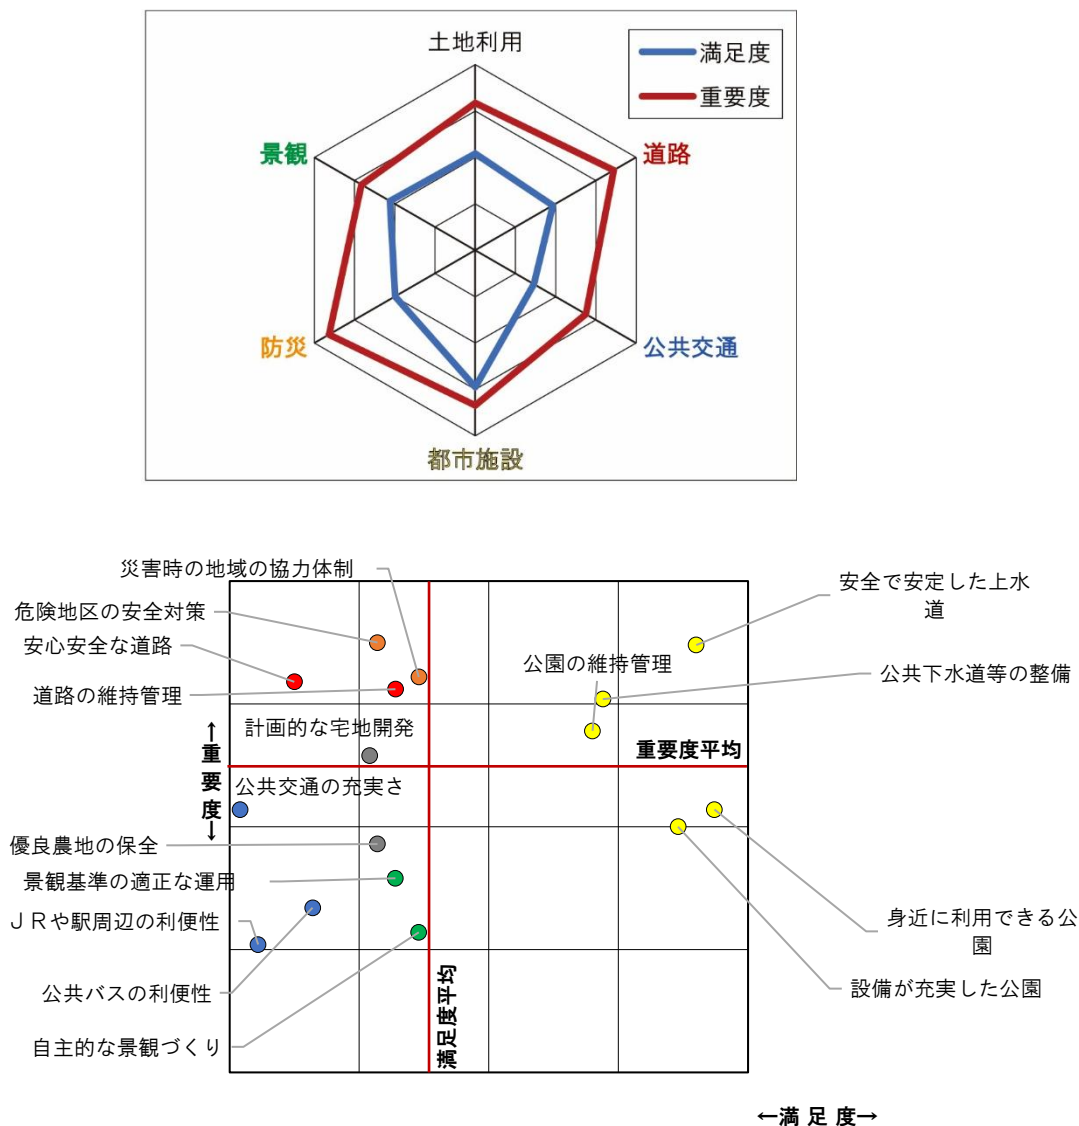 土地利用
満足度
重要度
景観
道路
防災
公共交通
都市施設
災害時の地域の協力体制
危険地区の安全対策
安心安全な道路
道路の維持管理
安全で安定した上水
道
公園の維持管理
公共下水道等の整備
計画的な宅地開発
重要度平均
←重要度→
公共交通の充実さ
優良農地の保全
景観基準の適正な運用
ＪＲや駅周辺の利便性
身近に利用できる公
園
公共バスの利便性
設備が充実した公園
満足度平均
自主的な景観づくり
←満 足 度→